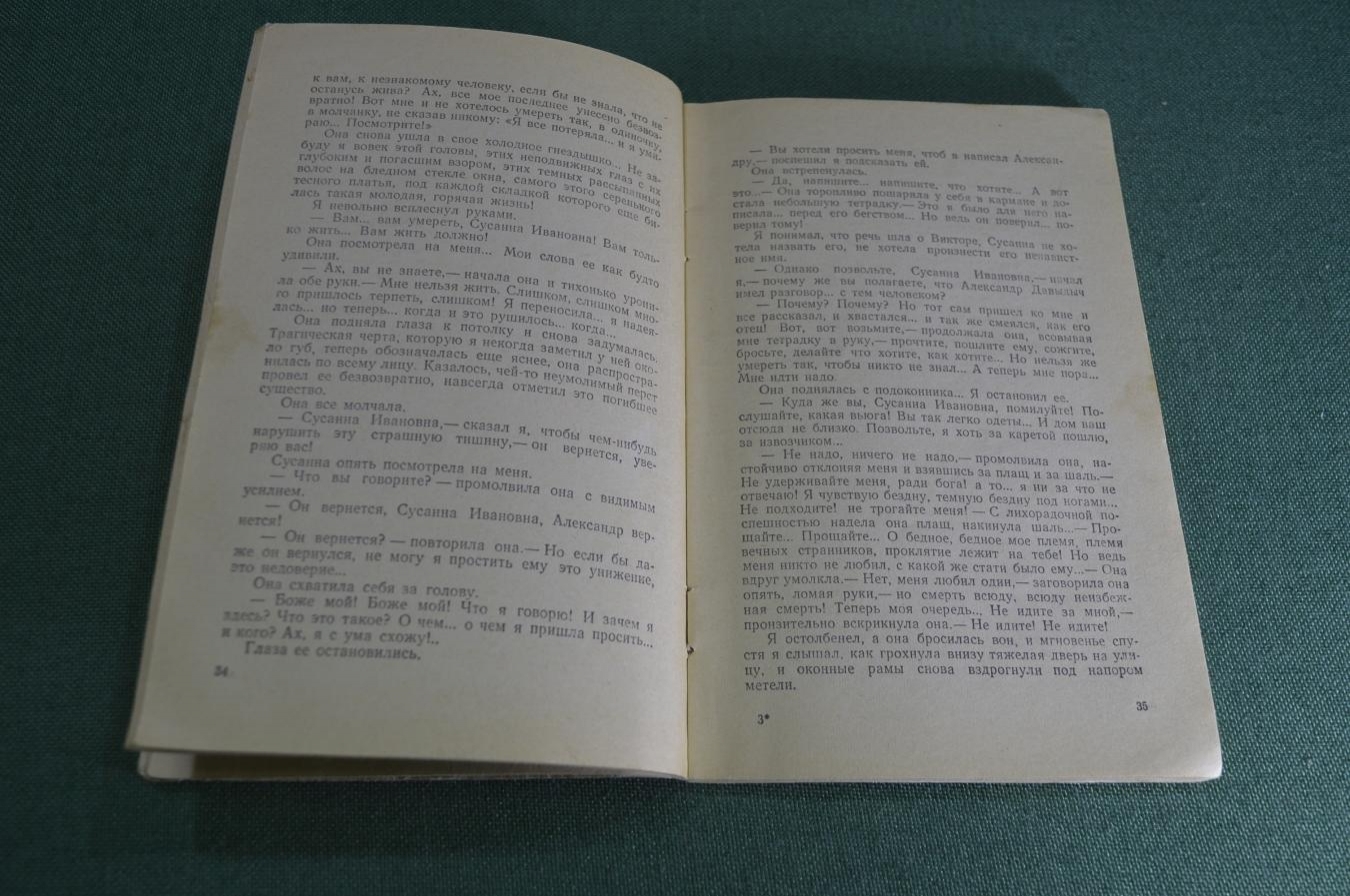 к вам, к незнакомому человеку, если бы не знала, что не
останусь жива? Ах, все мое последнее унесено безвоз-
вратно! Вот мне и не хотелось умереть так, в одиночку,
в молчанку, не сказав никому: «Я все потеряла... и я уми-
раю... Посмотрите!»
Она снова ушла в свое холодное гнездышко... Не за-
буду я вовек этой головы, этих неподвижных глаз с их
глубоким и погасшим взором, этих темных рассыпанных
волос на бледном стекле окна, самого этого серенького
тесного платья, под каждой складкой которого еще би-
лась такая молодая, горячая жизнь!
Я невольно всплеснул руками.
— Вам... вам умереть, Сусанна Ивановна! Вам толь-
ко жить... Вам жить должно!
Она посмотрела на меня... Мои слова ее как будто
удивили.
— Ах, вы не знаете,— начала она и тихонько урони-
ла обе руки.— Мне нельзя жить. Слишком, слишком мно-
го пришлось терпеть, слишком! Я переносила... я надея-
лась... но теперь... когда и это рушилось... когда...
Она подняла глаза к потолку и снова задумалась.
Трагическая черта, которую я некогда заметил у ней око-
ло губ, теперь обозначалась еще яснее, она распростра-
нилась по всему лицу. Казалось, чей-то неумолимый перст
провел ее безвозвратно, навсегда отметил это погибшее
существо.
Она все молчала.
— Сусанна Ивановна,— сказал я, чтобы чем-нибудь
нарушить эту страшную тишину,— он вернется, уве-
ряю вас!
Сусанна опять посмотрела на меня.
— Что вы говорите? — промолвила она с видимым
усилием.
— Он вернется, Сусанна Ивановна, Александр вер-
нется!
— Он вернется? — повторила она.— Но если бы да-
же он вернулся, не могу я простить ему это унижение,
это недоверие...
Она схватила себя за голову.
— Боже мой! Боже мой! Что я говорю! И зачем я
здесь? Что это такое? О чем... о чем я пришла просить...
и кого? Ах, я с ума схожу!..
Глаза ее остановились.
34
— Вы хотели просить меня, чтоб я написал Алексан-
дру,— поспешил я подсказать ей.
Она встрепенулась.
— Да, напишите... напишите, что хотите... А вот
это...— Она торопливо пошарила у себя в кармане и до-
стала небольшую тетрадку.— Это я было для него на-
писала... перед его бегством... Но ведь он поверил... по-
верил тому!
Я понимал, что речь шла о Викторе, Сусанна не хо-
тела назвать его, не хотела произнести его ненавист-
ное имя.
— Однако позвольте, Сусанна Ивановна,— начал
я,— почему же вы полагаете, что Александр Давыдыч
имел разговор... с тем человеком?
— Почему? Почему? Но тот сам пришел ко мне и
все рассказал, и хвастался... и так же смеялся, как его
отец! Вот, вот возьмите,— продолжала она, всовывая
мне тетрадку в руку,— прочтите, пошлите ему, сожгите,
бросьте, делайте что хотите, как хотите... Но нельзя же
умереть так, чтобы никто не знал... А теперь мне пора...
Мне идти надо.
Она поднялась с подоконника... Я остановил ее.
— Куда же вы, Сусанна Ивановна, помилуйте! По-
слушайте, какая вьюга! Вы так легко одеты... И дом ваш
отсюда не близко. Позвольте, я хоть за каретой пошлю,
за извозчиком...
— Не надо, ничего не надо,— промолвила она, на-
стойчиво отклоняя меня и взявшись за плащ и за шаль.—
Не удерживайте меня, ради бога! а то... я ни за что не
отвечаю! Я чувствую бездну, темную бездну под ногами...
Не подходите! не трогайте меня! — С лихорадочной по-
спешностью надела она плащ, накинула шаль...— Про-
щайте... Прощайте... О бедное, бедное мое племя, племя
вечных странников, проклятие лежит на тебе! Но ведь
меня никто не любил, с какой же стати было ему...— Она
вдруг умолкла.— Нет, меня любил один,— заговорила она
опять, ломая руки,— но смерть всюду, всюду неизбеж-
ная смерть! Теперь моя очередь... Не идите за мной,—
пронзительно вскрикнула она.— Не идите! Не идите!
Я остолбенел, а она бросилась вон, и мгновенье спу-
стя я слышал, как грохнула внизу тяжелая дверь на ули-
цу, и оконные рамы снова вздрогнули под напором
метели.
3*
35